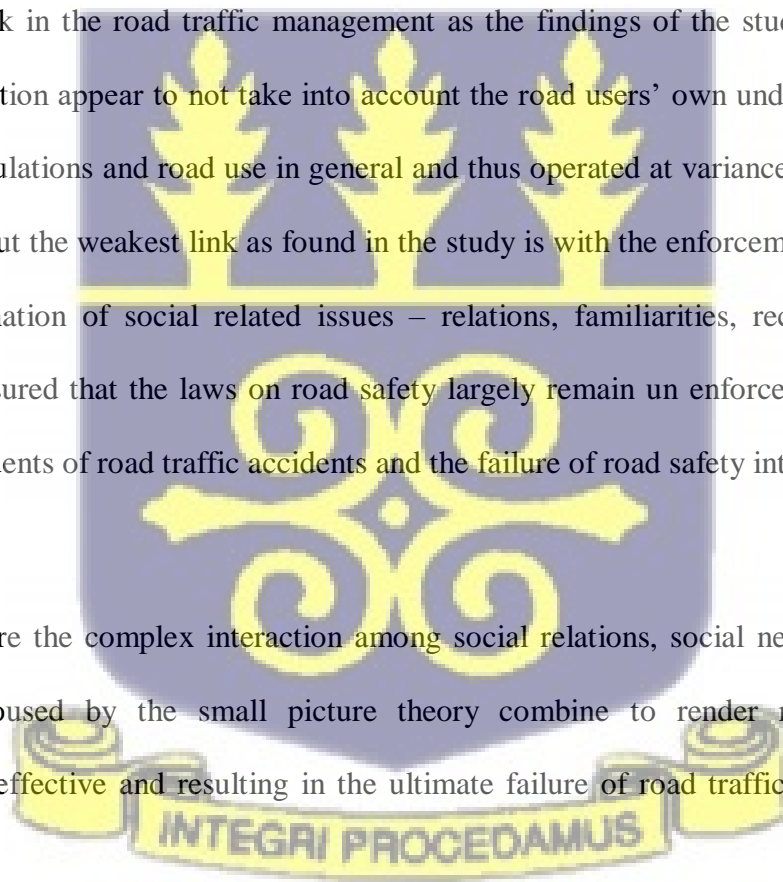 k in the road traffic management as the findings of the stu
tion appear to not take into account the road users’ own und
ulations and road use in general and thus operated at variance
ut the weakest link as found in the study is with the enforcem
nation of social related issues – relations, familiarities, rec
sured that the laws on road safety largely remain un enforce
ents of road traffic accidents and the failure of road safety int
re the complex interaction among social relations, social ne
oused by the small picture theory combine to render r
effective and resulting in the ultimate failure of road traffic
INTEGRI PROCEDAMUS